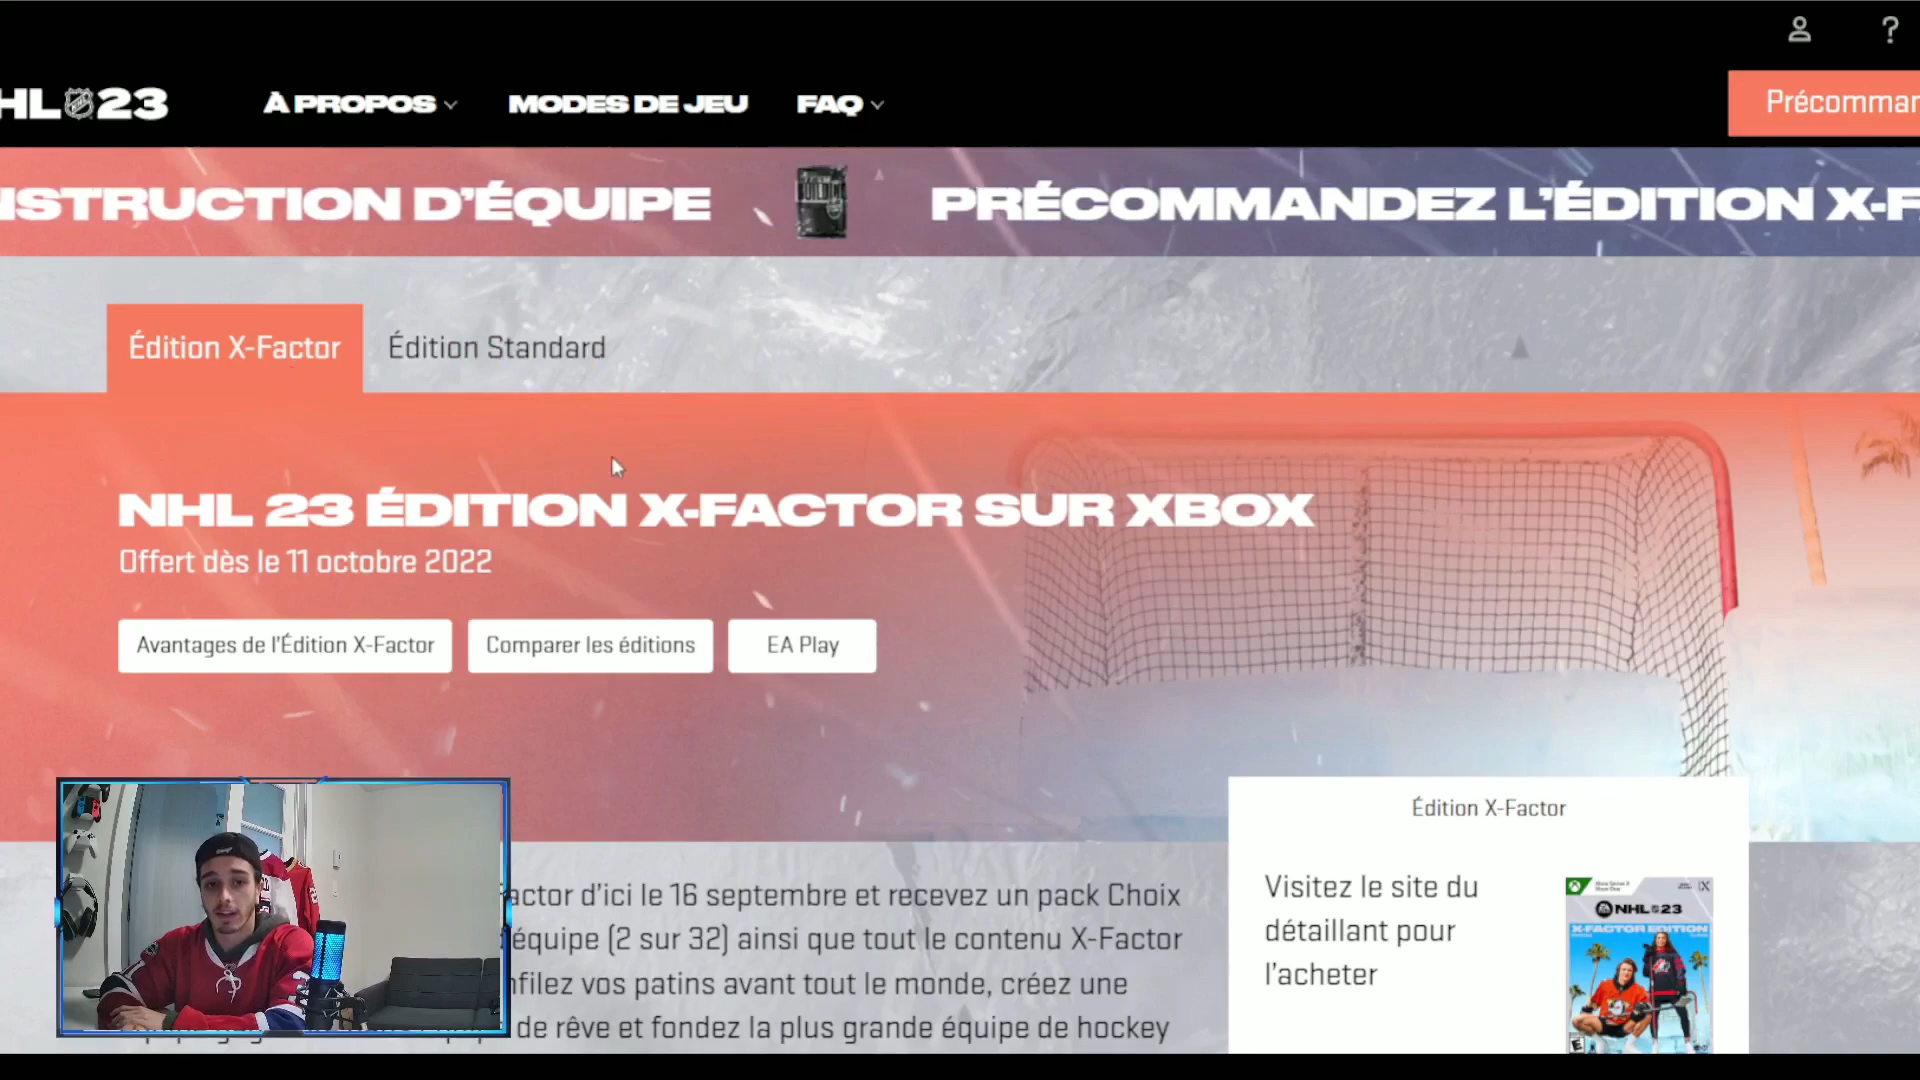 HL 23
À PROPOS
MODES DE JEU
FAQ
?
Précomman
NSTRUCTION D'ÉQUIPE
PRÉCOMMANDEZ L'ÉDITION X-F
Édition X-Factor
Édition Standard
NHL 23 ÉDITION X-FACTOR SUR XBOX
Offert dès le 11 octobre 2022
Avantages de l'Édition X-Factor
Comparer les éditions
EA Play
actor d'ici le 16 septembre et recevez un pack Choix
'équipe (2 sur 32) ainsi que tout le contenu X-Factor
nfilez vos patins avant tout le monde, créez une
de rêve et fondez la plus grande équipe de hockey
Édition X-Factor
Visitez le site du
détaillant pour
l'acheter
NHL 23
X-FACTOR EDITION